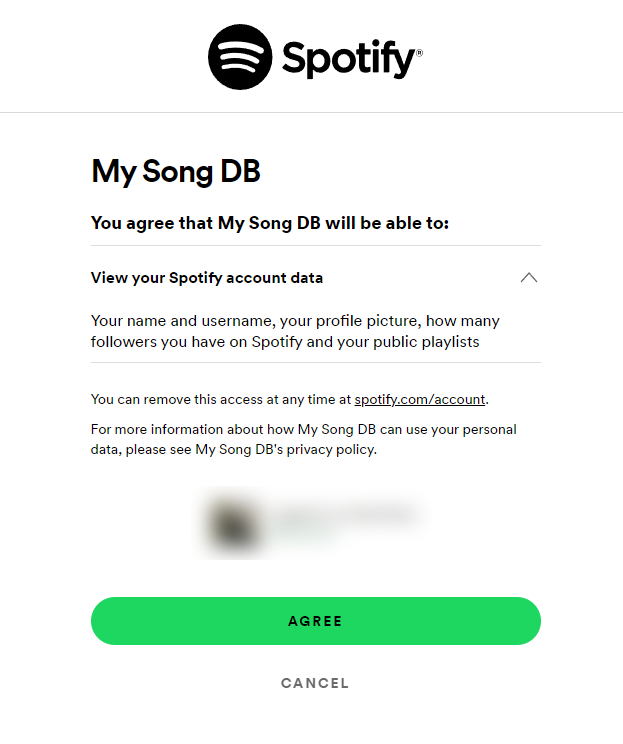 Spotify®
My Song DB
You agree that My Song DB will be able to:
View your Spotify account data
Your name and username, your profile picture, how many
followers you have on Spotify and your public playlists
You can remove this access at any time at spotify.com/account.
For more information about how My Song DB can use your personal
data, please see My Song DB's privacy policy.
AGREE
CANCEL